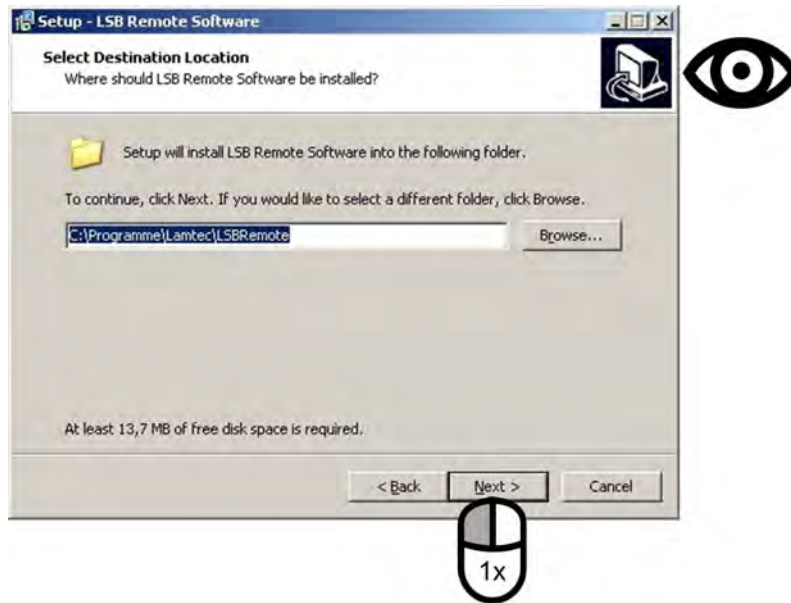 Setup - LSB Remote Software
Select Destination Location
Where should LSB Remote Software be installed?
Setup will install LSB Remote Software into the following folder.
To continue, click Next. If you would like to select a different folder, click Browse.
C:\Programme\Lamtec\LSBRemote
Browse...
At least 13,7 MB of free disk space is required.
< Back
Next >
Cancel
1x